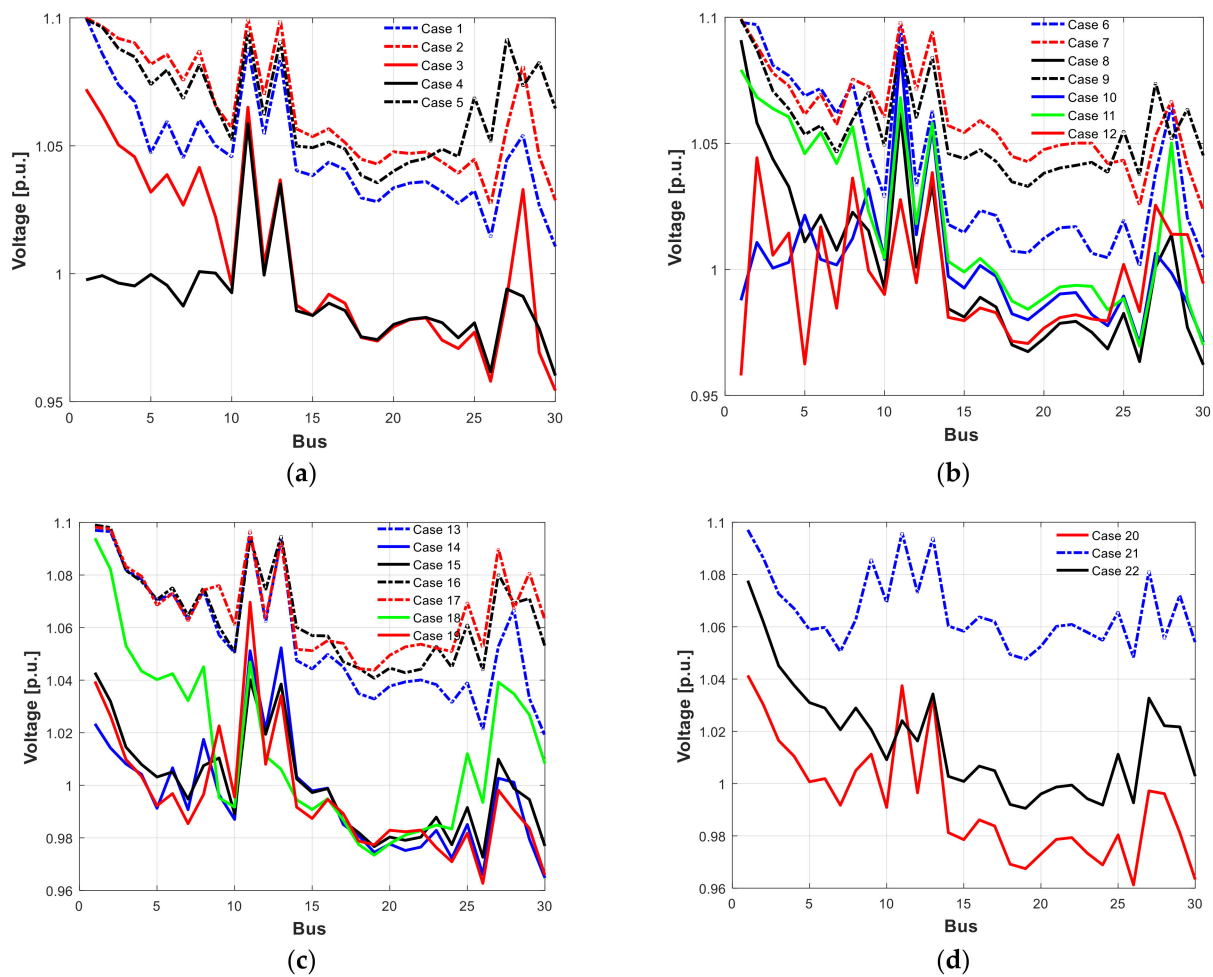 1.1
1.05
1
0.95
Voltage [p.u.]
Case 1
Case 2
Case 3
Case 4
Case 5
0 5 10 15 20 25 30
Bus
(a)
1.1
1.05
1
0.95
Voltage [p.u.]
Case 6
Case 7
Case 8
Case 9
Case 10
Case 11
Case 12
0 5 10 15 20 25 30
Bus
(b)
1.1
1.08
1.06
1.04
1.02
1
0.98
0.96
Voltage [p.u.]
Case 13
Case 14
Case 15
Case 16
Case 17
Case 18
Case 19
0 5 10 15 20 25 30
Bus
(c)
1.1
1.08
1.06
1.04
1.02
1
0.98
0.96
Voltage [p.u.]
Case 20
Case 21
Case 22
0 5 10 15 20 25 30
Bus
(d)